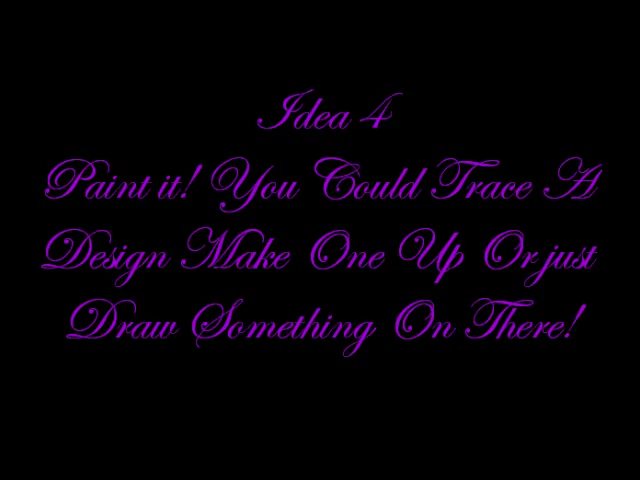 Idea 4
Paint it! You Could Trace A
Design Make One Up Or just
Draw Something On There!